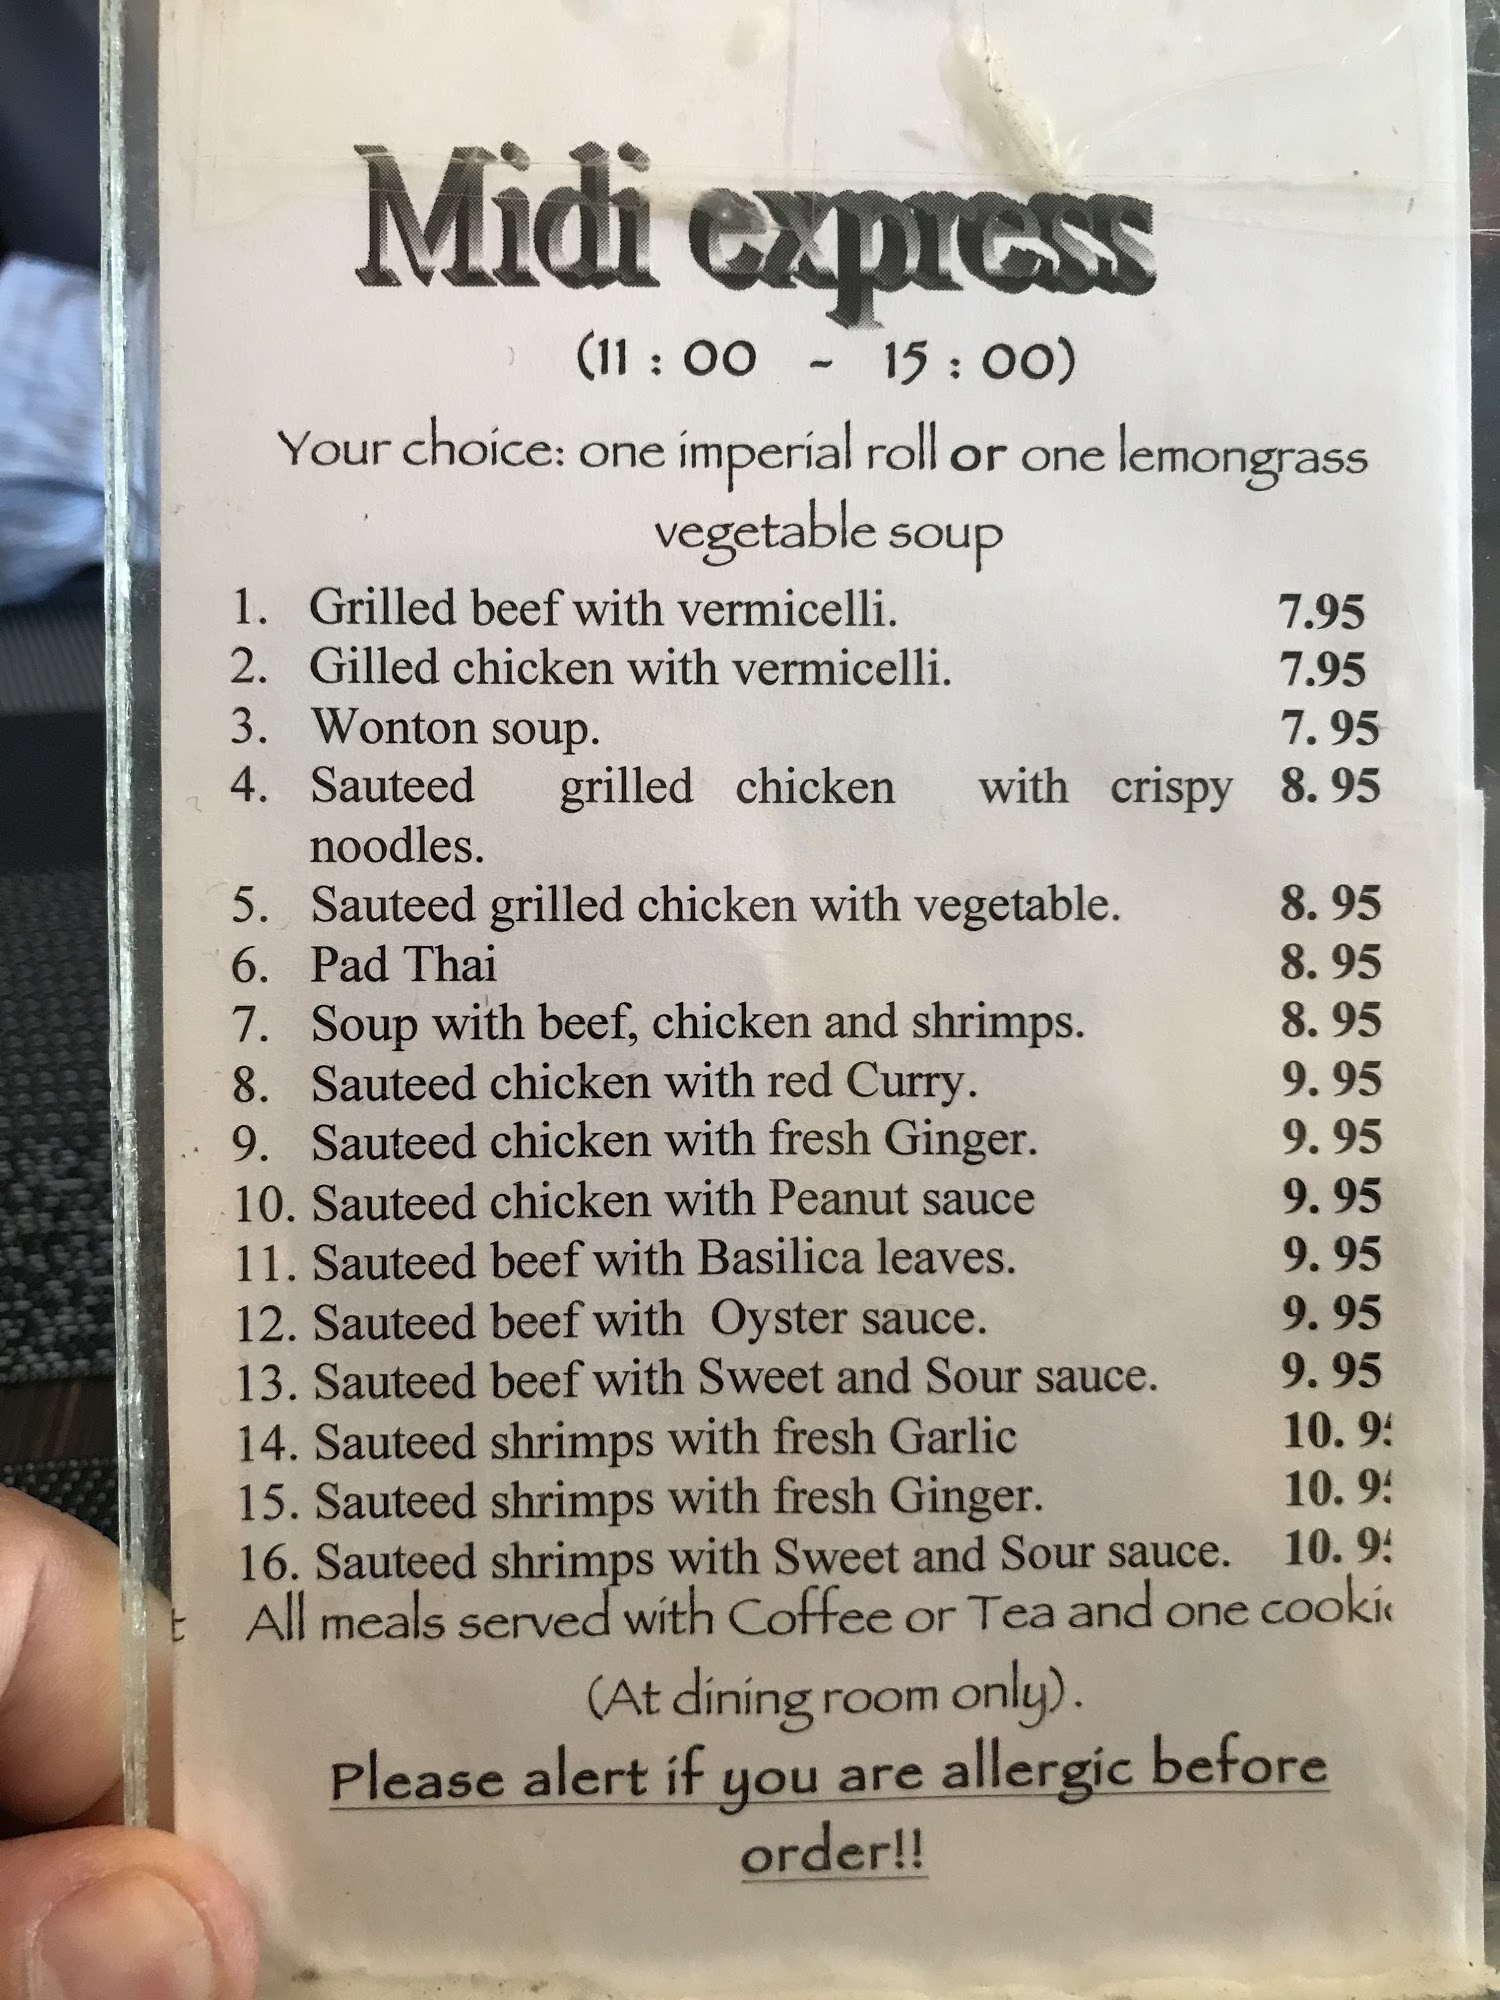 Midi express
(11 : 00 - 15 : 00)
Your choice: one imperial roll or one lemongrass
vegetable soup
1. Grilled beef with vermicelli. 7.95
2. Gilled chicken with vermicelli. 7.95
3. Wonton soup. 7. 95
4. Sauteed grilled chicken with crispy 8. 95
noodles.
5. Sauteed grilled chicken with vegetable. 8. 95
6. Pad Thai 8. 95
7. Soup with beef, chicken and shrimps. 8. 95
8. Sauteed chicken with red Curry. 9. 95
9. Sauteed chicken with fresh Ginger. 9. 95
10. Sauteed chicken with Peanut sauce 9. 95
11. Sauteed beef with Basilica leaves. 9. 95
12. Sauteed beef with Oyster sauce. 9. 95
13. Sauteed beef with Sweet and Sour sauce. 9. 95
14. Sauteed shrimps with fresh Garlic 10. 9
15. Sauteed shrimps with fresh Ginger. 10. 9
16. Sauteed shrimps with Sweet and Sour sauce. 10. 9
t All meals served with Coffee or Tea and one cooki
(At dining room only).
Please alert if you are allergic before
order!!